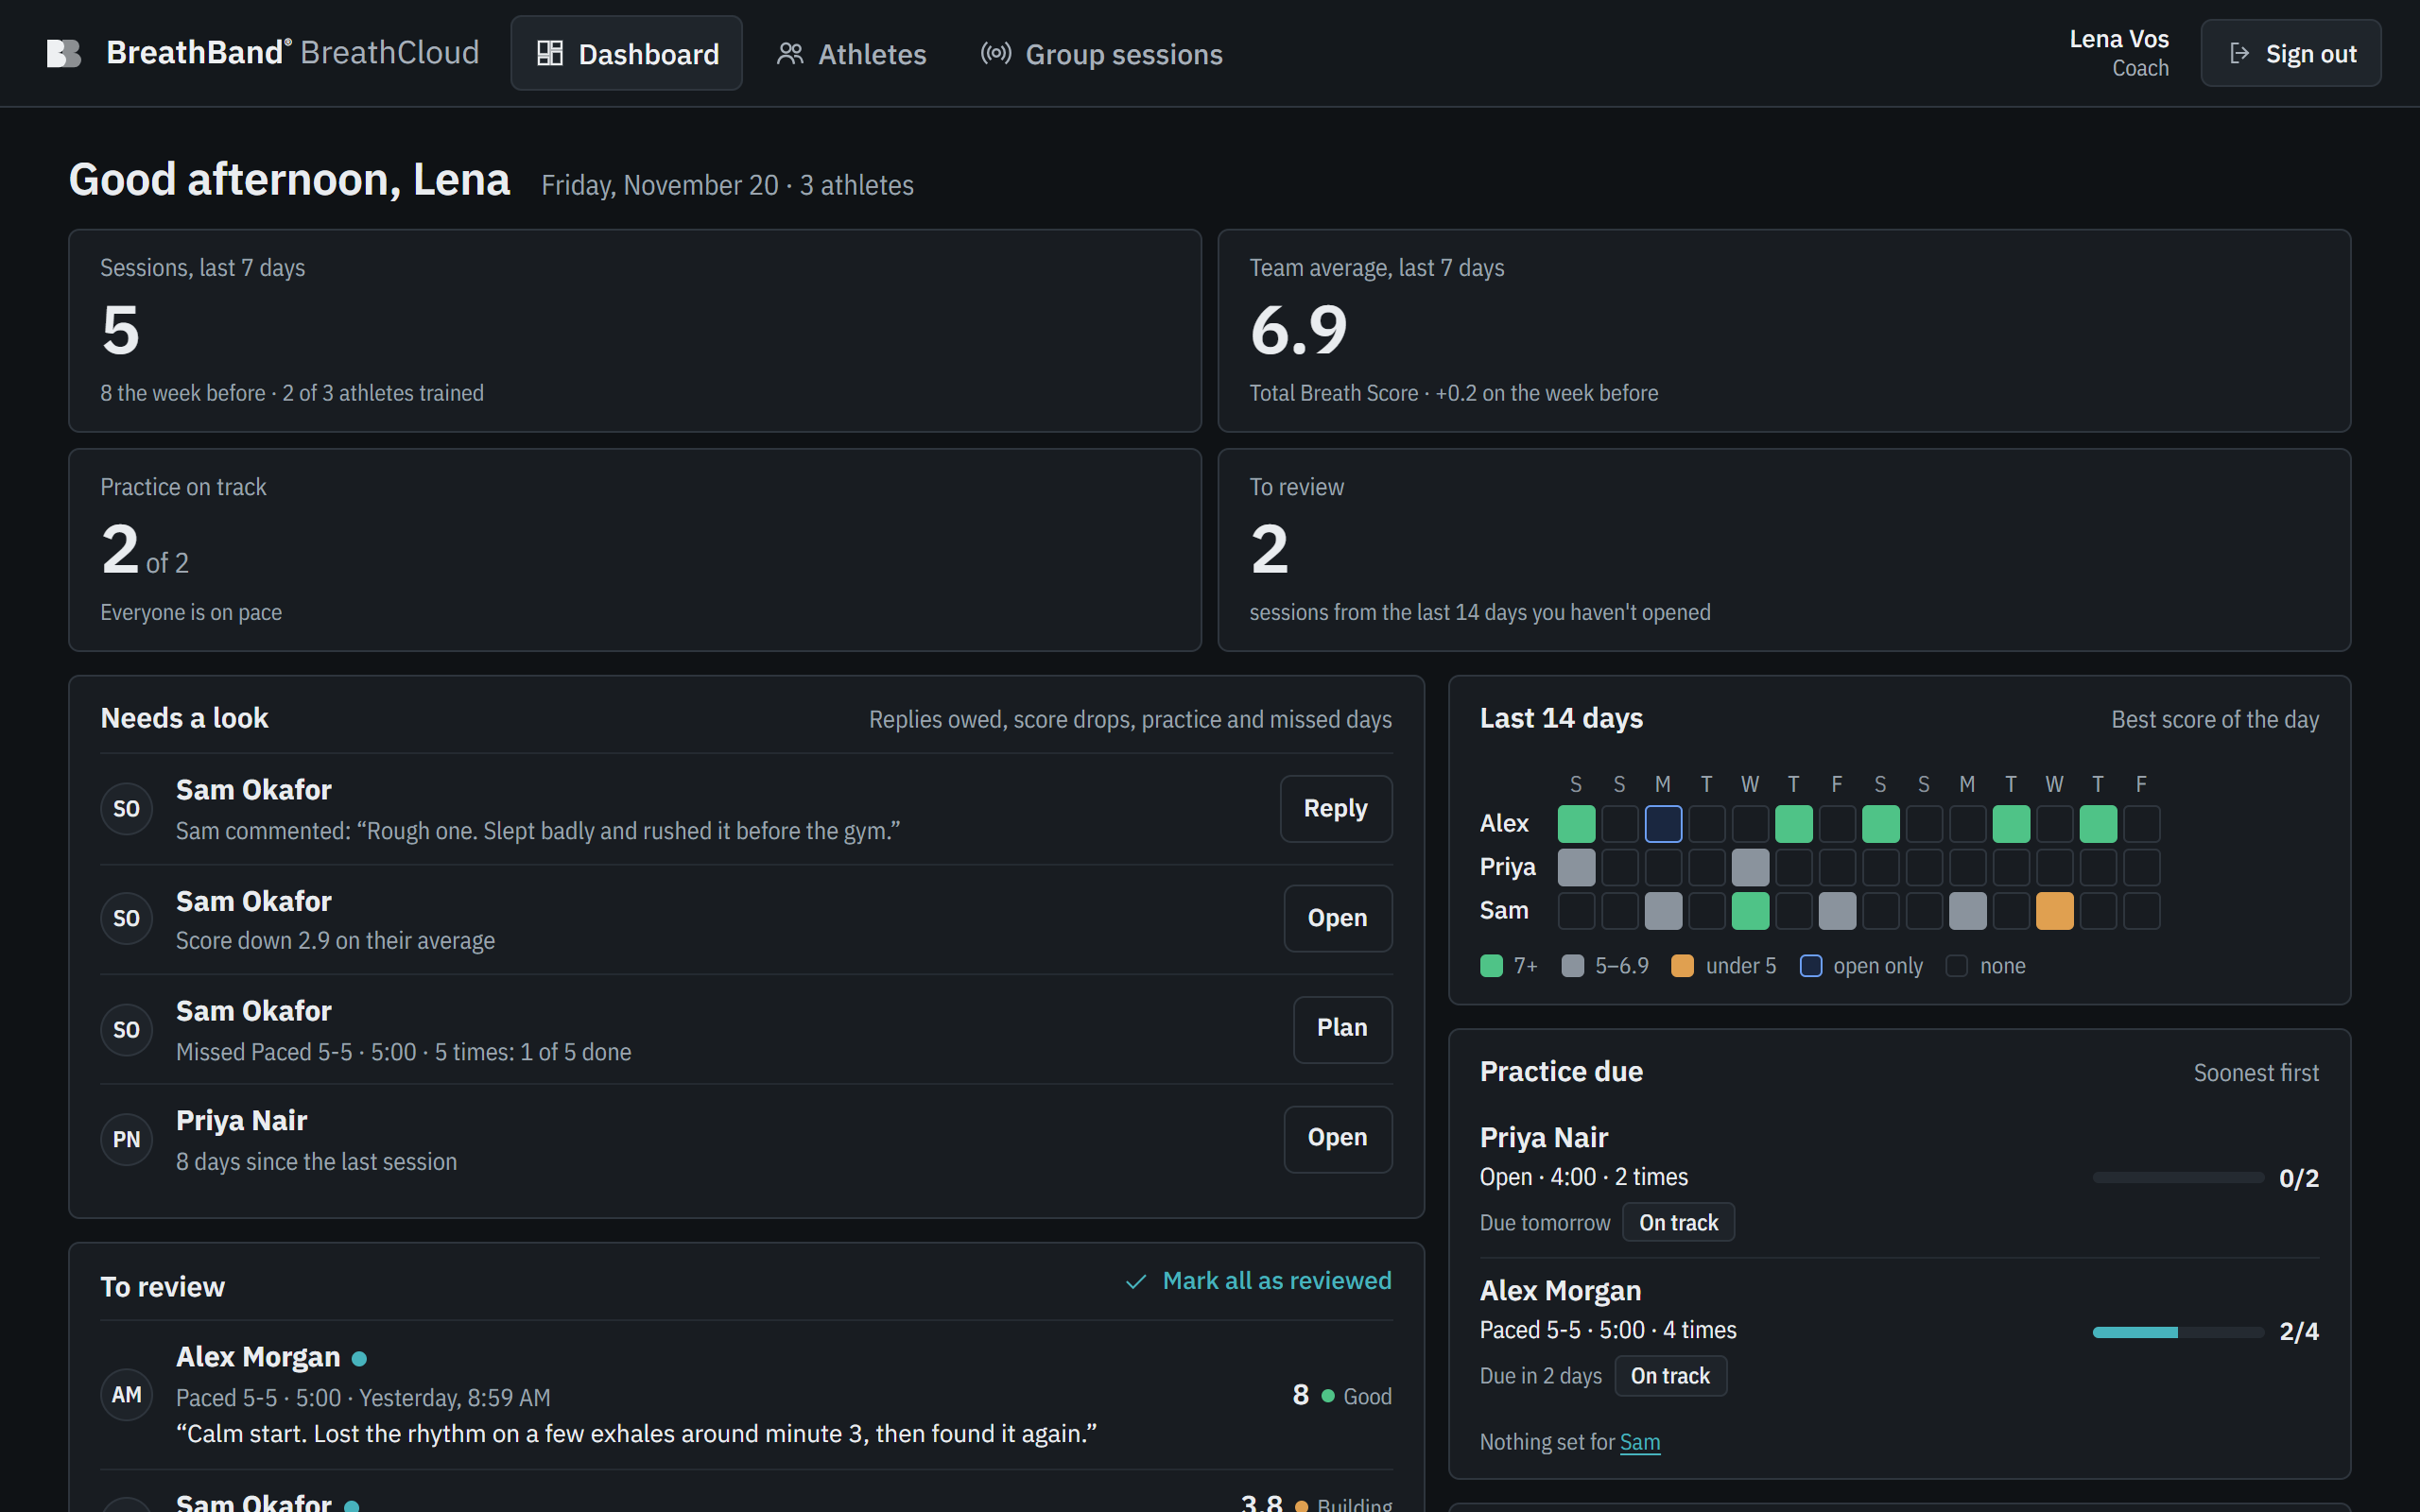 BreathBand® BreathCloud
Dashboard
Athletes
Group sessions
Lena Vos
Coach
Sign out
Good afternoon, Lena
Friday, November 20 · 3 athletes
Sessions, last 7 days
5
8 the week before · 2 of 3 athletes trained
Team average, last 7 days
6.9
Total Breath Score · +0.2 on the week before
Practice on track
2 of 2
Everyone is on pace
To review
2
sessions from the last 14 days you haven't opened
Needs a look
Replies owed, score drops, practice and missed days
SO
Sam Okafor
Sam commented: “Rough one. Slept badly and rushed it before the gym.”
Reply
SO
Sam Okafor
Score down 2.9 on their average
Open
SO
Sam Okafor
Missed Paced 5-5 · 5:00 · 5 times: 1 of 5 done
Plan
PN
Priya Nair
8 days since the last session
Open
To review
Mark all as reviewed
AM
Alex Morgan
Paced 5-5 · 5:00 · Yesterday, 8:59 AM
“Calm start. Lost the rhythm on a few exhales around minute 3, then found it again.”
8 Good
Sam Okafor
3.8 Building
Last 14 days
Best score of the day
S S M T W T F S S M T W T F
Alex
Priya
Sam
7+ 5–6.9 under 5 open only none
Practice due
Soonest first
Priya Nair
Open · 4:00 · 2 times
0/2
Due tomorrow On track
Alex Morgan
Paced 5-5 · 5:00 · 4 times
2/4
Due in 2 days On track
Nothing set for Sam